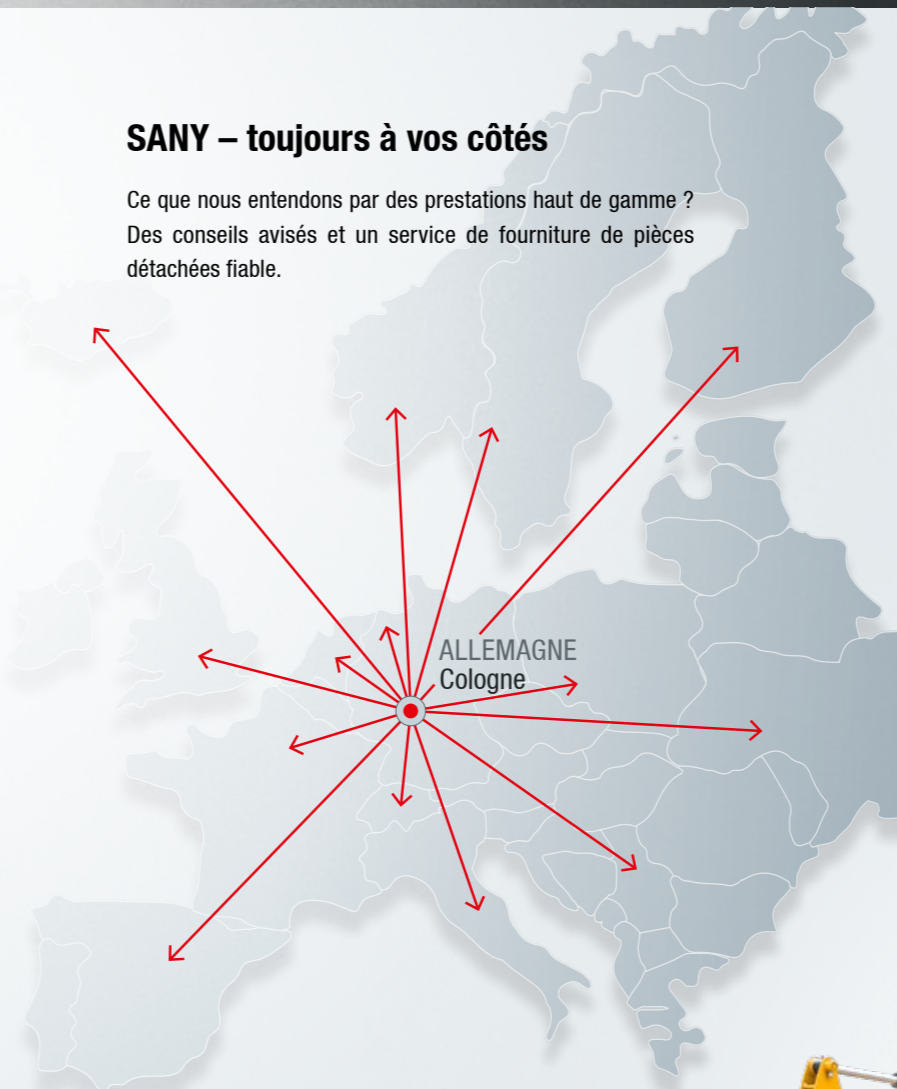 SANY – toujours à vos côtés
Ce que nous entendons par des prestations haut de gamme ?
Des conseils avisés et un service de fourniture de pièces
détachées fiable.
ALLEMAGNE
Cologne